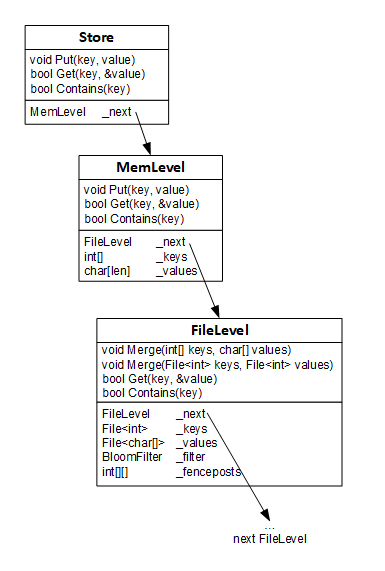 Store
void Put(key, value)
bool Get(key, &value)
bool Contains(key)
MemLevel _next
MemLevel
void Put(key, value)
bool Get(key, &value)
bool Contains(key)
FileLevel _next
int[] _keys
char[len] _values
FileLevel
void Merge(int[] keys, char[] values)
void Merge(File<int> keys, File<int> values)
bool Get(key, &value)
bool Contains(key)
FileLevel _next
File<int> _keys
File<char[]> _values
BloomFilter _filter
int[][] _fenceposts
...
next FileLevel